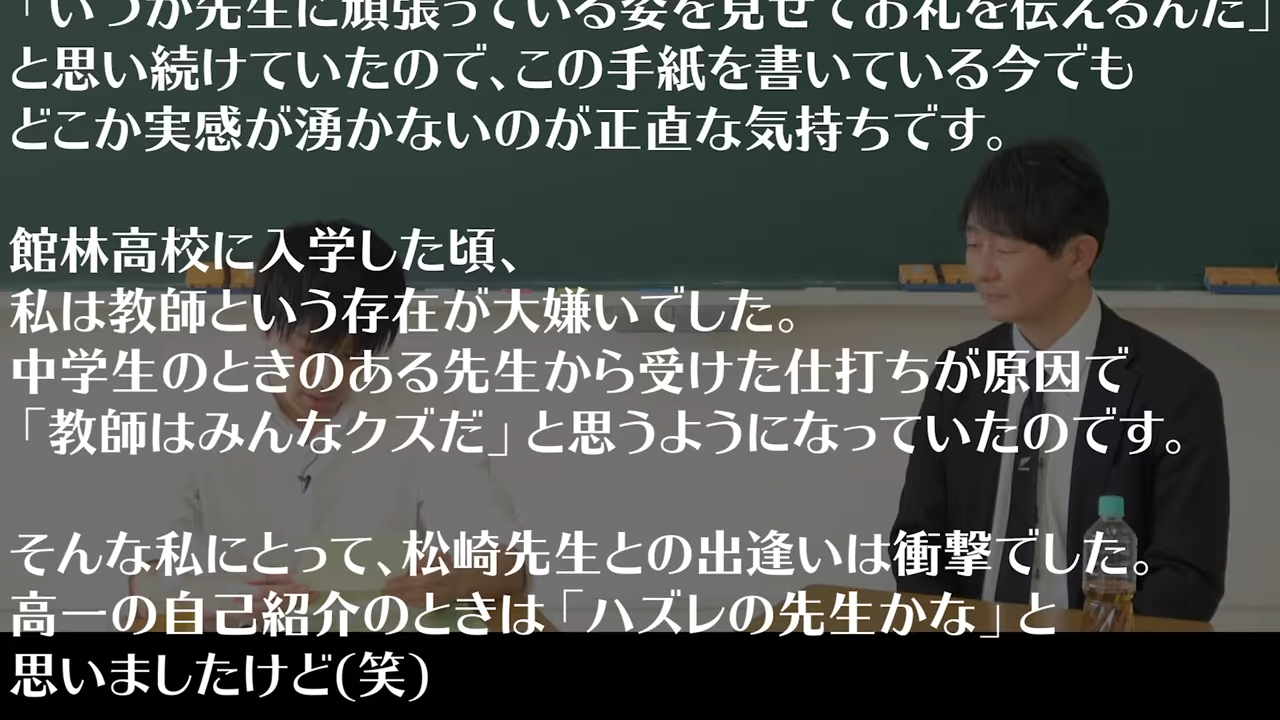 「いつか先生に頑張っている姿を見せてお礼を伝えるんだ」
と思い続けていたので、この手紙を書いている今でも
どこか実感が湧かないのが正直な気持ちです。
館林高校に入学した頃、
私は教師という存在が大嫌いでした。
中学生のときのある先生から受けた仕打ちが原因で
「教師はみんなクズだ」と思うようになっていたのです。
そんな私にとって、松崎先生との出逢いは衝撃でした。
高一の自己紹介のときは「ハズレの先生かな」と
思いましたけど(笑)